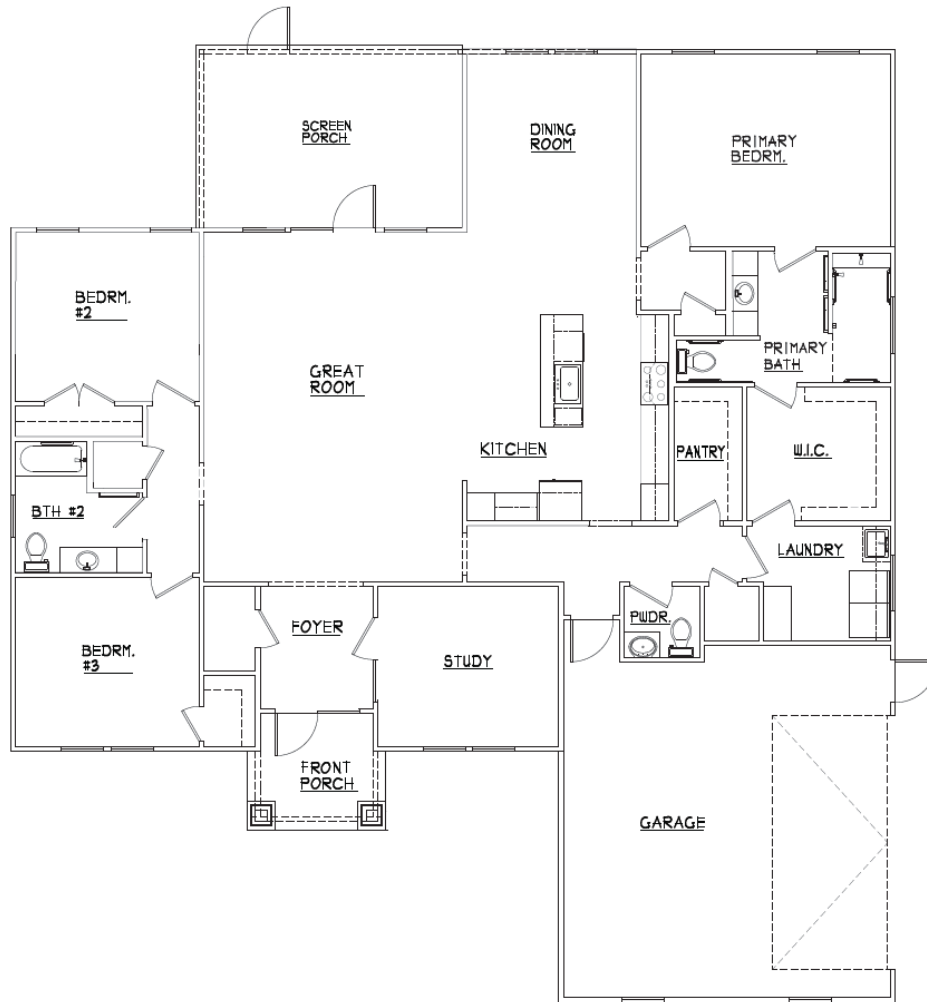 SCREEN
PORCH
DINING
ROOM
PRIMARY
BEDRM.
BEDRM.
#2
GREAT
ROOM
PRIMARY
BATH
KITCHEN
PANTRY
W.I.C.
BTH #2
LAUNDRY
FOYER
PWDR.
BEDRM.
#3
STUDY
FRONT
PORCH
GARAGE